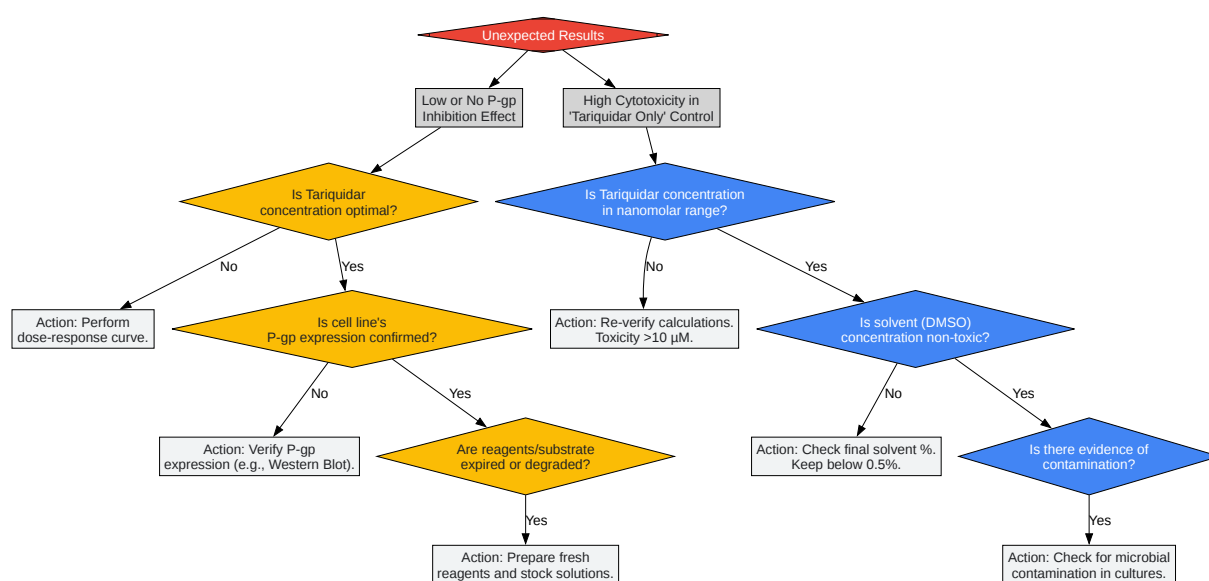 Unexpected Results
Low or No P-gp
Inhibition Effect
High Cytotoxicity in
'Tariquidar Only' Control
Is Tariquidar
concentration optimal?
Is Tariquidar concentration
in nanomolar range?
No
Yes
No
Yes
Action: Perform
dose-response curve.
Is cell line's
P-gp expression confirmed?
Action: Re-verify calculations.
Toxicity >10 µM.
Is solvent (DMSO)
concentration non-toxic?
No
Yes
No
Yes
Action: Verify P-gp
expression (e.g., Western Blot).
Are reagents/substrate
expired or degraded?
Action: Check final solvent %.
Keep below 0.5%.
Is there evidence of
contamination?
Yes
Yes
Action: Prepare fresh
reagents and stock solutions.
Action: Check for microbial
contamination in cultures.